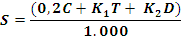 S = (0,2C + K₁T + K₂D) / 1.000